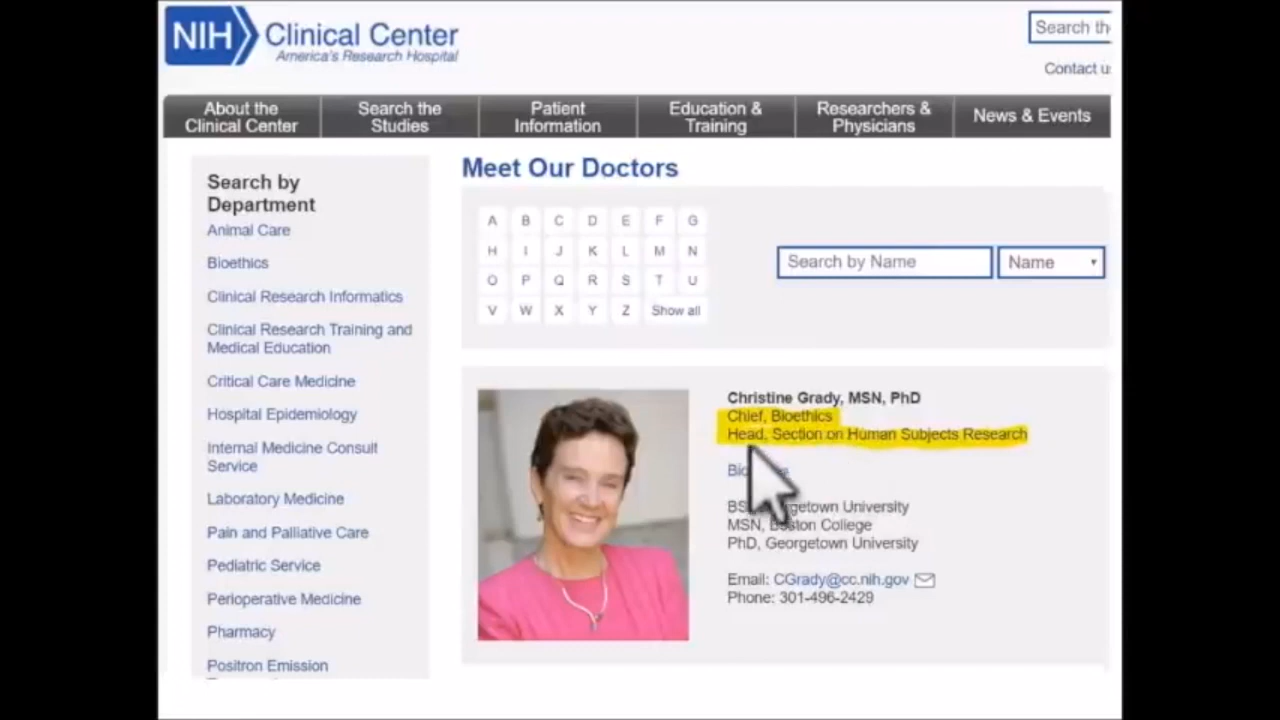 NIH Clinical Center
America's Research Hospital
Search th
Contact u
About the
Clinical Center
Search the
Studies
Patient
Information
Education &
Training
Researchers &
Physicians
News & Events
Search by
Department
Animal Care
Bioethics
Clinical Research Informatics
Clinical Research Training and
Medical Education
Critical Care Medicine
Hospital Epidemiology
Internal Medicine Consult
Service
Laboratory Medicine
Pain and Palliative Care
Pediatric Service
Perioperative Medicine
Pharmacy
Positron Emission
Meet Our Doctors
A B C D E F G
H I J K L M N
O P Q R S T U
V W X Y Z Show all
Search by Name
Name
Christine Grady, MSN, PhD
Chief, Bioethics
Head, Section on Human Subjects Research
MSN, Boston College
PhD, Georgetown University
Email: CGrady@cc.nih.gov
Phone: 301-496-2429